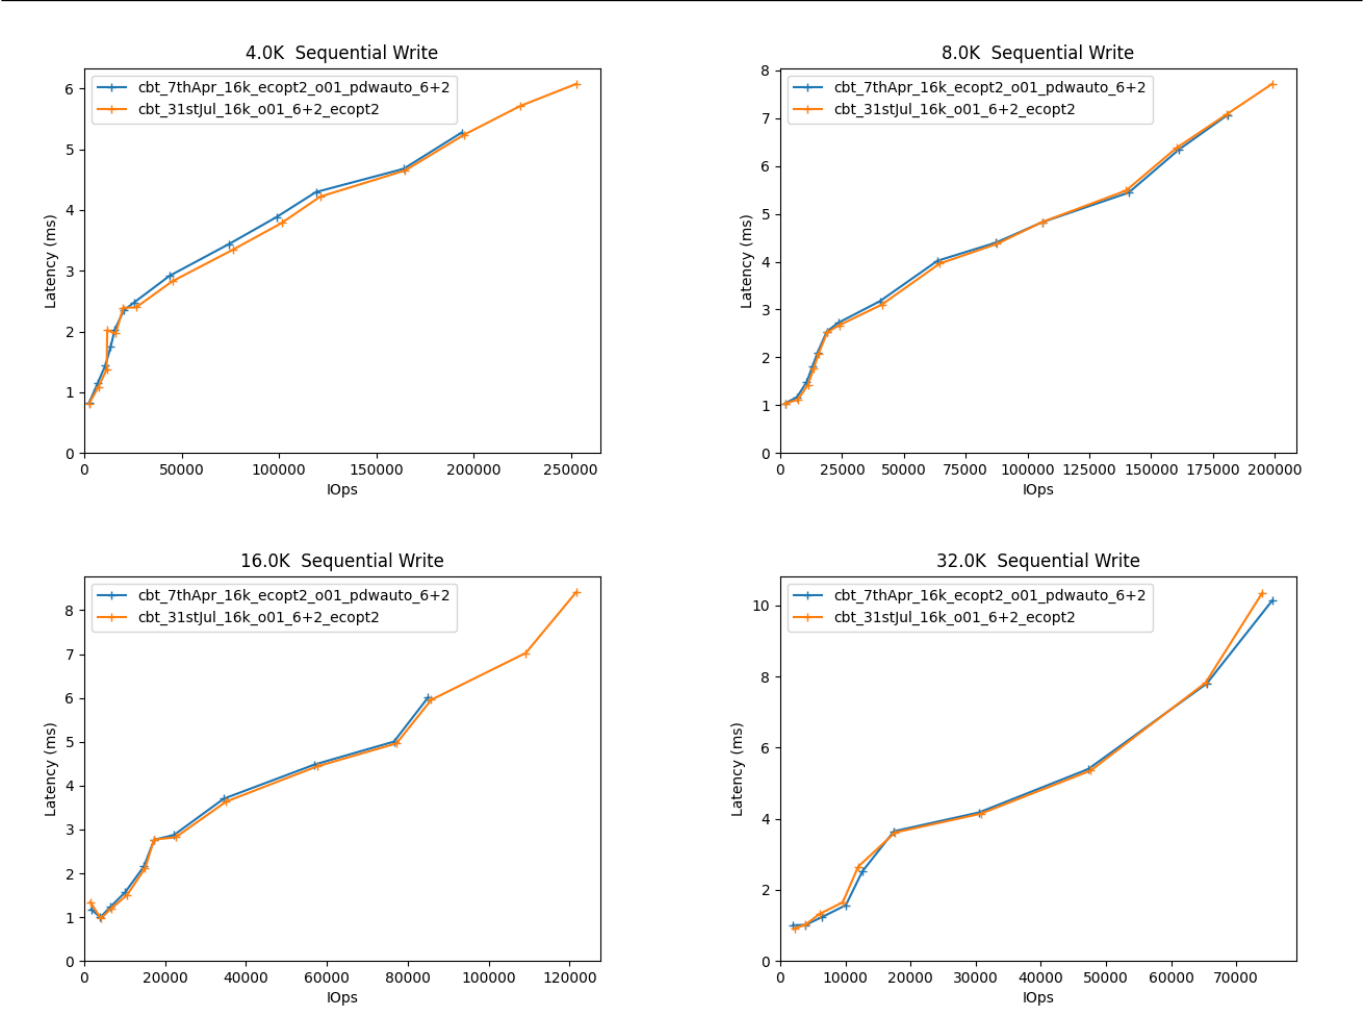 4.0K  Sequential Write
cbt_7thApr_16k_ecopt2_o01_pdwauto_6+2
cbt_31stJul_16k_o01_6+2_ecopt2
Latency (ms)
6
5
4
3
2
1
0
0 50000 100000 150000 200000 250000
IOps
8.0K  Sequential Write
cbt_7thApr_16k_ecopt2_o01_pdwauto_6+2
cbt_31stJul_16k_o01_6+2_ecopt2
Latency (ms)
8
7
6
5
4
3
2
1
0
0 25000 50000 75000 100000 125000 150000 175000 200000
IOps
16.0K  Sequential Write
cbt_7thApr_16k_ecopt2_o01_pdwauto_6+2
cbt_31stJul_16k_o01_6+2_ecopt2
Latency (ms)
8
7
6
5
4
3
2
1
0
0 20000 40000 60000 80000 100000 120000
IOps
32.0K  Sequential Write
cbt_7thApr_16k_ecopt2_o01_pdwauto_6+2
cbt_31stJul_16k_o01_6+2_ecopt2
Latency (ms)
10
8
6
4
2
0
0 10000 20000 30000 40000 50000 60000 70000
IOps